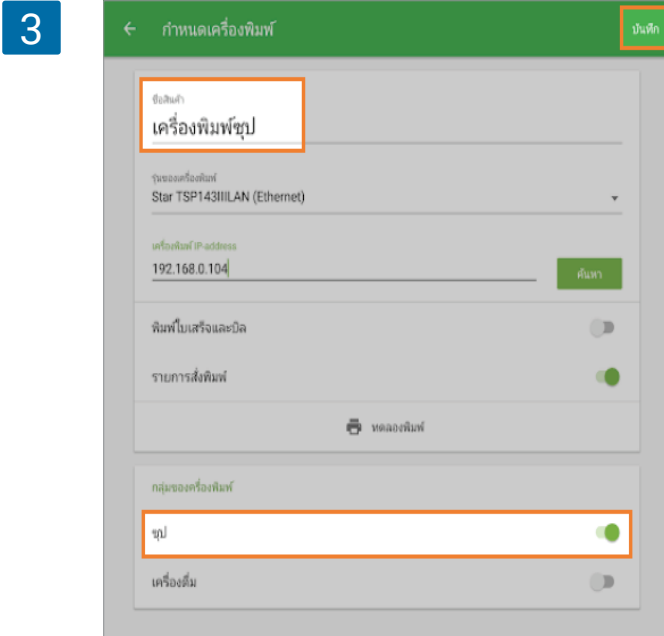 3
กำหนดเครื่องพิมพ์
บันทึก
ชื่อสินค้า
เครื่องพิมพ์ซุป
รุ่นของเครื่องพิมพ์
Star TSP143IIILAN (Ethernet)
เครื่องพิมพ์ IP-address
192.168.0.104
ค้นหา
พิมพ์ใบเสร็จและบิล
รายการสั่งพิมพ์
ทดลองพิมพ์
กลุ่มของเครื่องพิมพ์
ซุป
เครื่องดื่ม